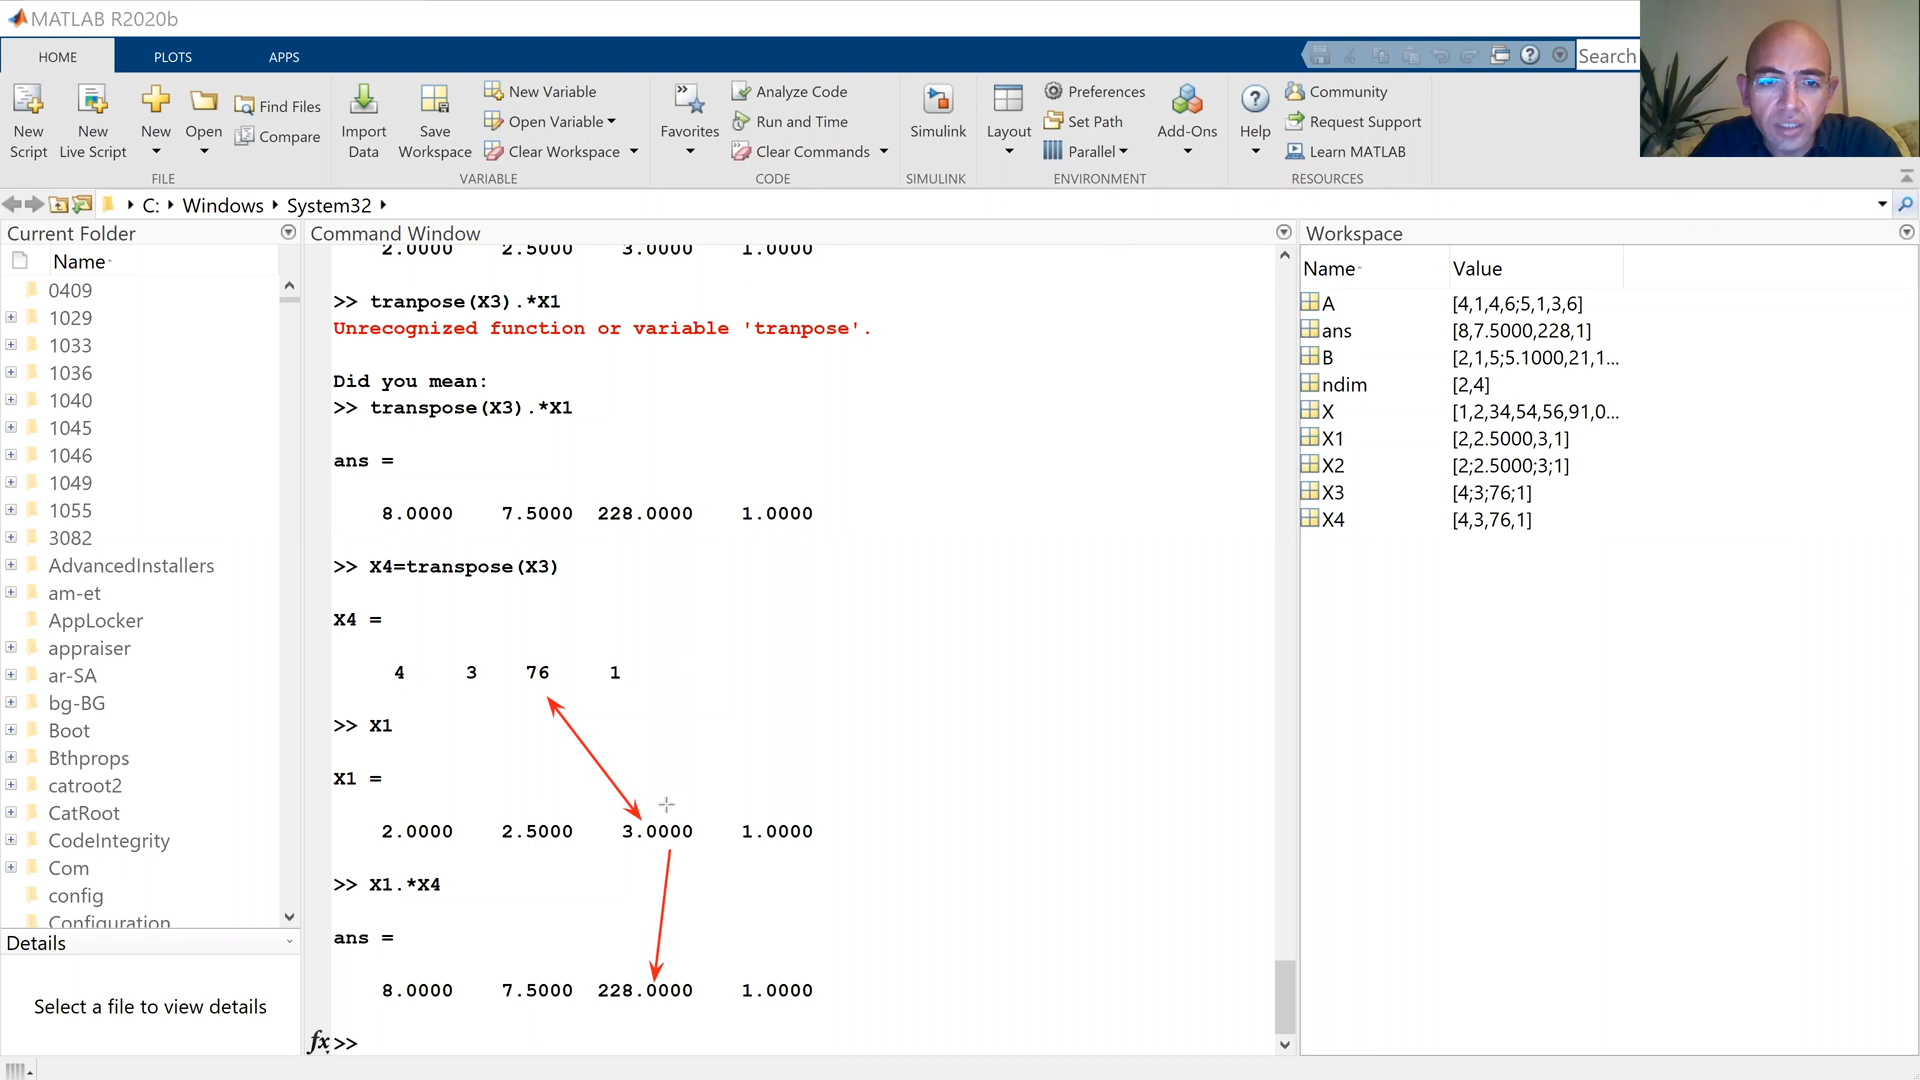 MATLAB R2020b
HOME PLOTS APPS
Search
New Script
New Live Script
New
Open
Find Files
Compare
FILE
Import Data
Save Workspace
New Variable
Open Variable
Clear Workspace
VARIABLE
Favorites
Analyze Code
Run and Time
Clear Commands
CODE
Simulink
SIMULINK
Layout
Preferences
Set Path
Parallel
Add-Ons
ENVIRONMENT
Help
Community
Request Support
Learn MATLAB
RESOURCES
C: Windows System32
Current Folder
Name
0409
1029
1033
1036
1040
1045
1046
1049
1055
3082
AdvancedInstallers
am-et
AppLocker
appraiser
ar-SA
bg-BG
Boot
Bthprops
catroot2
CatRoot
CodeIntegrity
Com
config
Configuration
Details
Select a file to view details
Command Window
2.0000 2.5000 3.0000 1.0000
>> tranpose(X3).*X1
Unrecognized function or variable 'tranpose'.
Did you mean:
>> transpose(X3).*X1
ans =
8.0000 7.5000 228.0000 1.0000
>> X4=transpose(X3)
X4 =
4 3 76 1
>> X1
X1 =
2.0000 2.5000 3.0000 1.0000
>> X1.*X4
ans =
8.0000 7.5000 228.0000 1.0000
fx >>
Workspace
Name Value
A [4,1,4,6;5,1,3,6]
ans [8,7.5000,228,1]
B [2,1,5;5.1000,21,1...
ndim [2,4]
X [1,2,34,54,56,91,0...
X1 [2,2.5000,3,1]
X2 [2;2.5000;3;1]
X3 [4;3;76;1]
X4 [4,3,76,1]